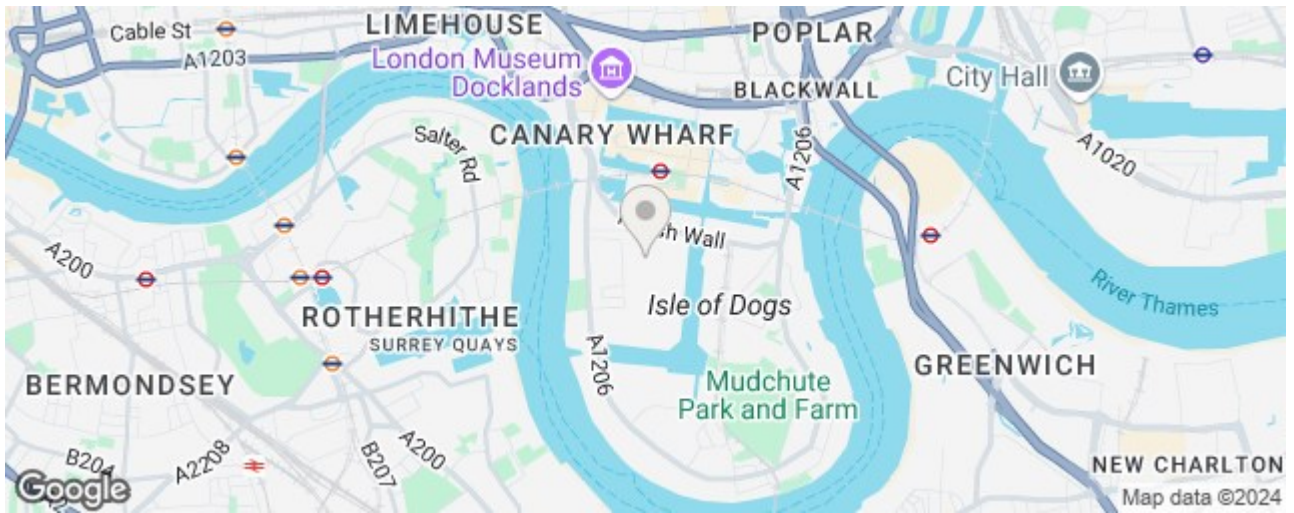 LIMEHOUSE
POPLAR
Cable St
A1203
London Museum
Docklands
City Hall
BLACKWALL
CANARY WHARF
Salter Rd
A1206
A1020
Wall
A200
River Thames
Isle of Dogs
ROTHERHITHE
SURREY QUAYS
A1206
GREENWICH
BERMONDSEY
Mudchute
Park and Farm
A200
B207
A2208
B204
NEW CHARLTON
Google
Map data ©2024